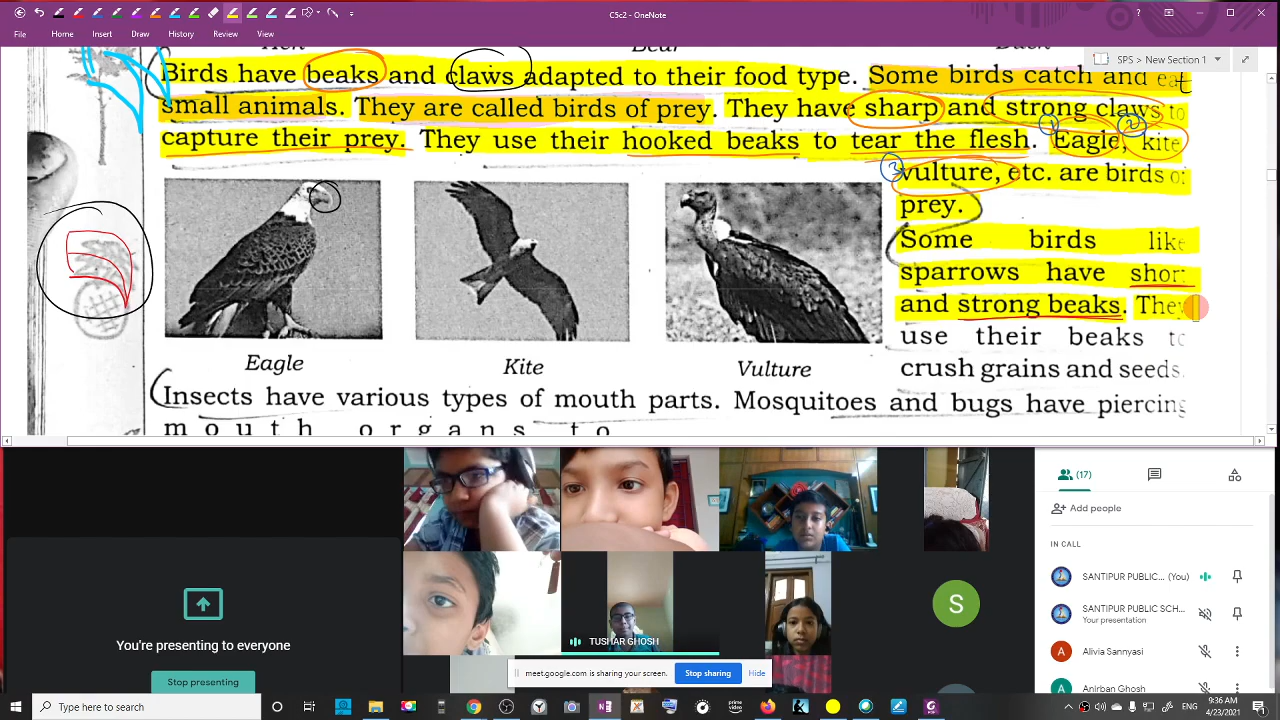 CSc2 - OneNote
File Home Insert Draw History Review View
SPS > New Section 1
Birds have beaks and claws adapted to their food type. Some birds catch and eat
small animals. They are called birds of prey. They have sharp and strong claws to
capture their prey. They use their hooked beaks to tear the flesh. Eagle, kite
vulture, etc. are birds of
prey.
Some birds like
sparrows have short
and strong beaks. They
use their beaks to
crush grains and seeds.
Eagle Kite Vulture
Insects have various types of mouth parts. Mosquitoes and bugs have piercing
mouth organs to
1
2
3
You're presenting to everyone
Stop presenting
TUSHAR GHOSH
S
meet.google.com is sharing your screen. Stop sharing Hide
(17)
Add people
IN CALL
SANTIPUR PUBLIC... (You)
SANTIPUR PUBLIC SCH...
Your presentation
A Alivia Sannyasi
A Anirban Ghosh
Type here to search
9:36 AM
4/23/2021